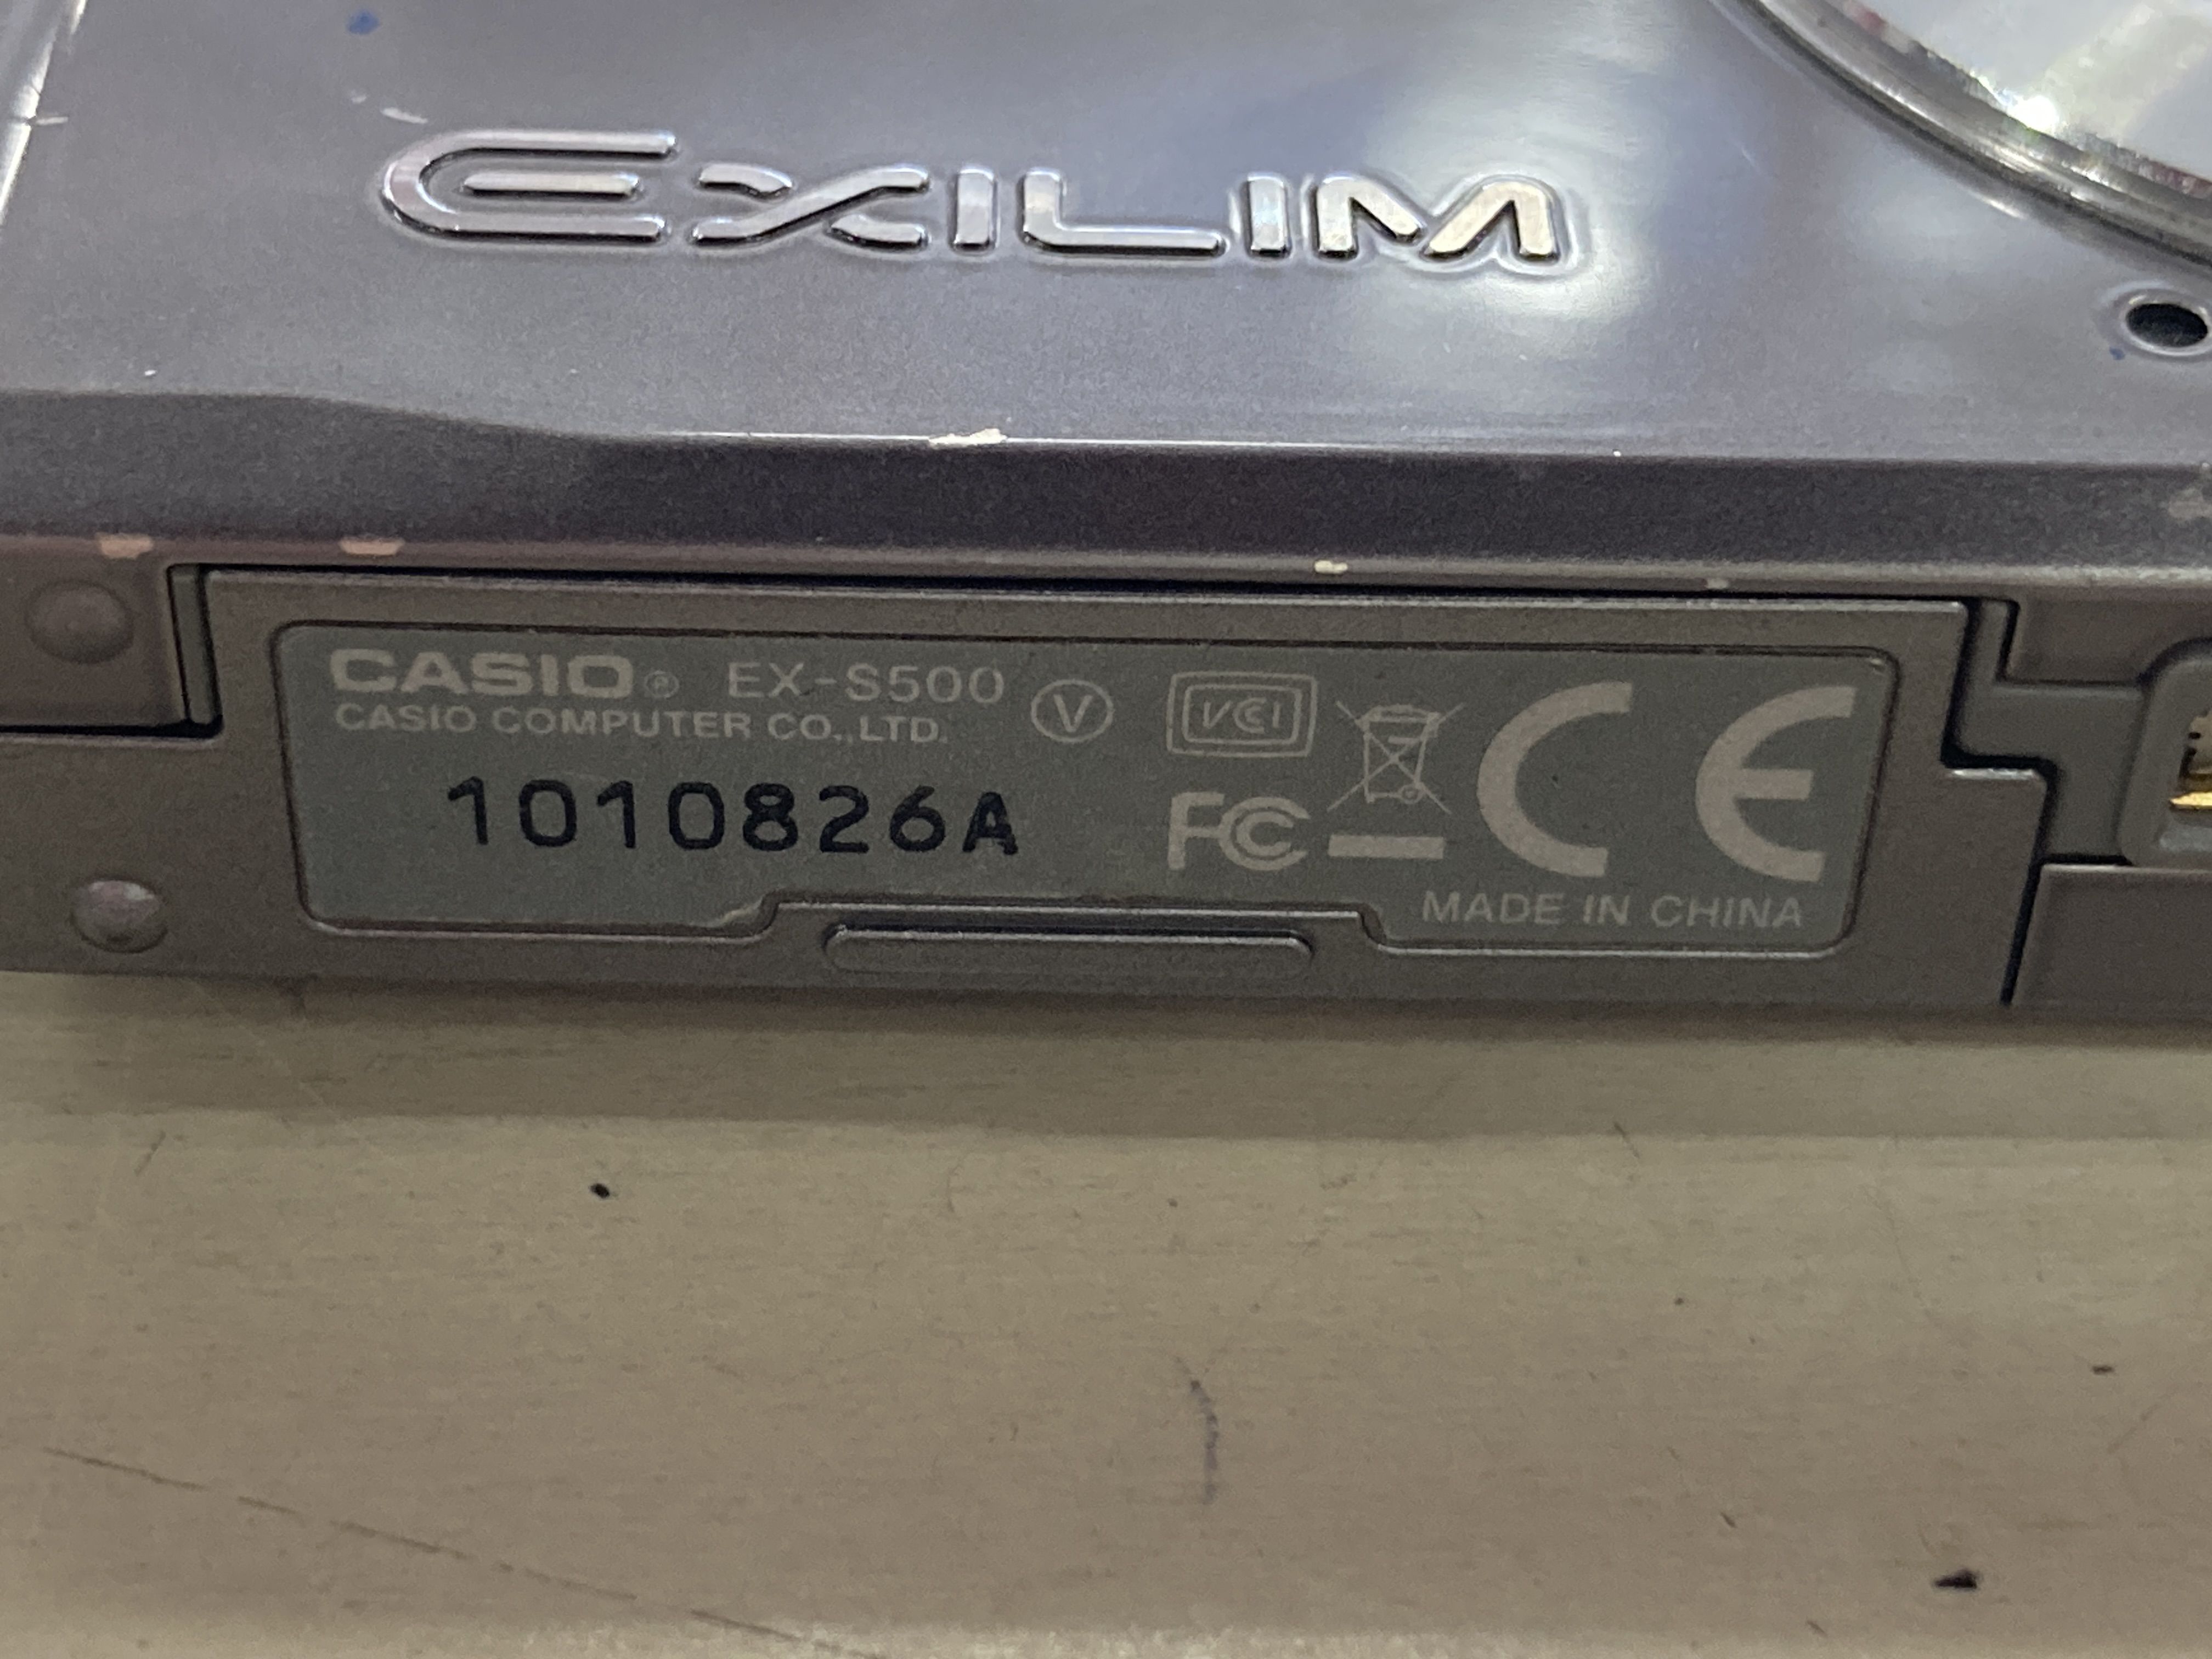 EXILIM
CASIO® EX-S500
CASIO COMPUTER CO.,LTD.
V
VCI
1010826A
FC
CE
MADE IN CHINA